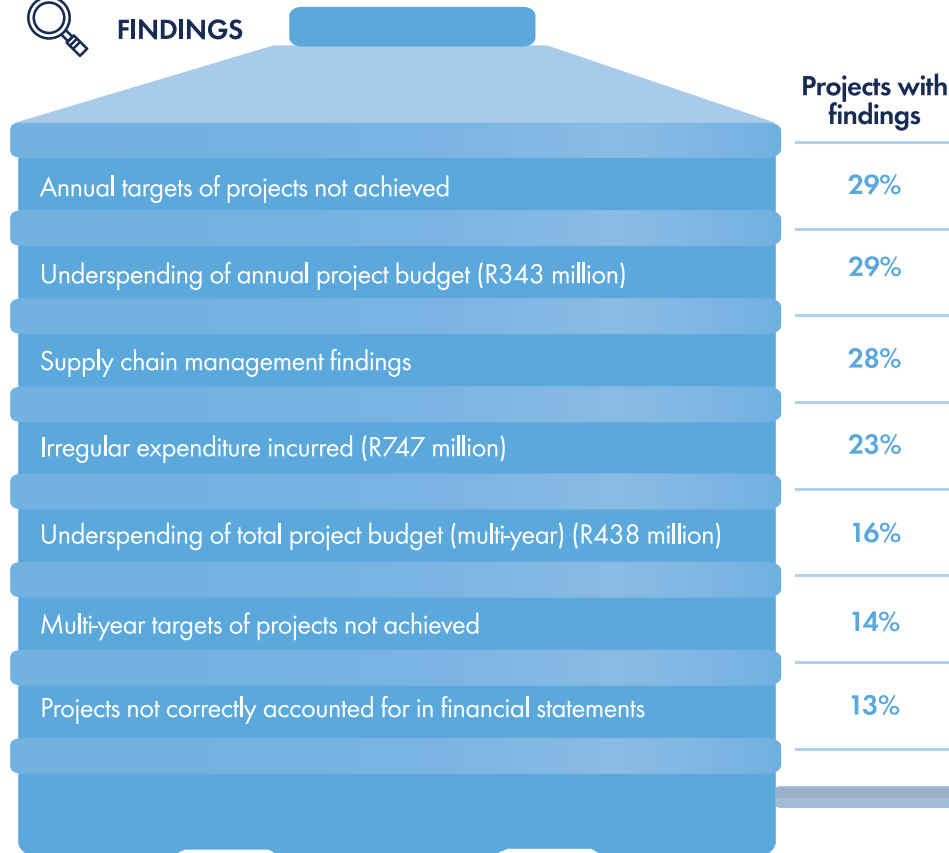 FINDINGS
Projects with
findings
Annual targets of projects not achieved
29%
Underspending of annual project budget (R343 million)
29%
Supply chain management findings
28%
Irregular expenditure incurred (R747 million)
23%
Underspending of total project budget (multi-year) (R438 million)
16%
Multi-year targets of projects not achieved
14%
Projects not correctly accounted for in financial statements
13%